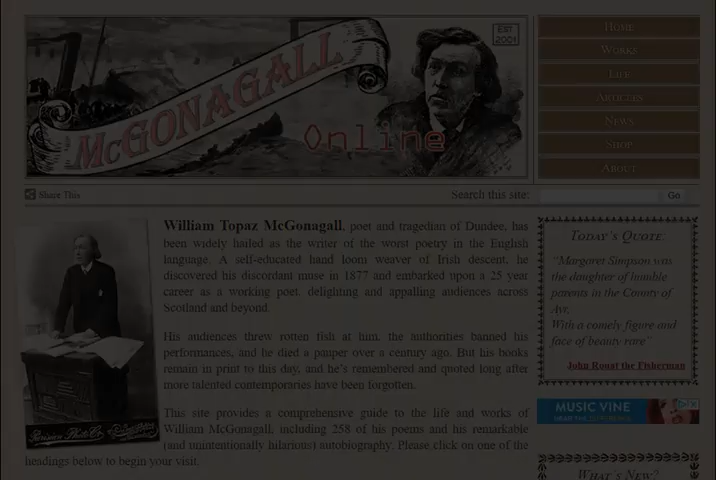 EST
2001
McGONAGALL
Online
HOME
WORKS
LIFE
ARTICLES
NEWS
SHOP
ABOUT
Share This
Search this site:
Go
William Topaz McGonagall, poet and tragedian of Dundee, has
been widely hailed as the writer of the worst poetry in the English
language. A self-educated hand loom weaver of Irish descent, he
discovered his discordant muse in 1877 and embarked upon a 25 year
career as a working poet, delighting and appalling audiences across
Scotland and beyond.
His audiences threw rotten fish at him, the authorities banned his
performances, and he died a pauper over a century ago. But his books
remain in print to this day, and he's remembered and quoted long after
more talented contemporaries have been forgotten.
This site provides a comprehensive guide to the life and works of
William McGonagall, including 258 of his poems and his remarkable
(and unintentionally hilarious) autobiography. Please click on one of the
headings below to begin your visit.
TODAY'S QUOTE:
"Margaret Simpson was
the daughter of humble
parents in the County of
Ayr,
With a comely figure and
face of beauty rare"
John Rouat the Fisherman
MUSIC VINE
WHAT'S NEW?